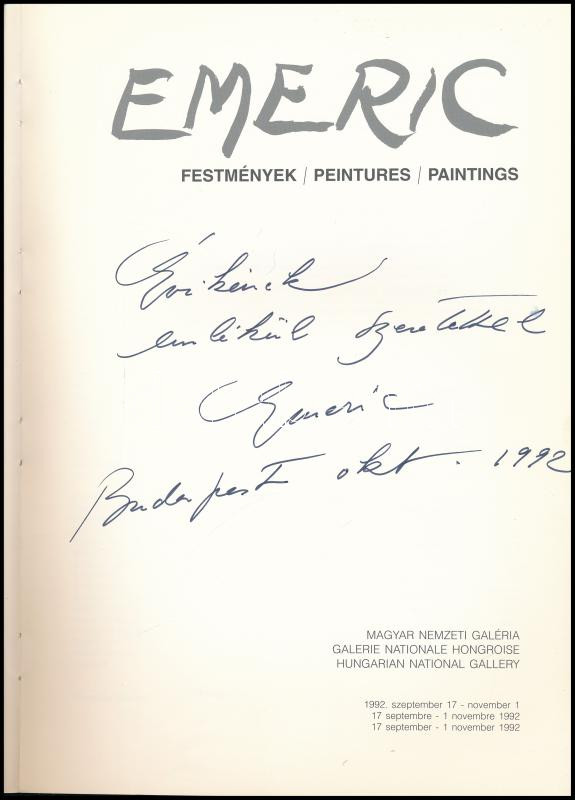 EMERIC
FESTMÉNYEK / PEINTURES / PAINTINGS
Évikének
emlékül szeretettel
Emeric
Budapest okt. 1992
MAGYAR NEMZETI GALÉRIA
GALERIE NATIONALE HONGROISE
HUNGARIAN NATIONAL GALLERY
1992. szeptember 17 - november 1
17 septembre - 1 novembre 1992
17 september - 1 november 1992